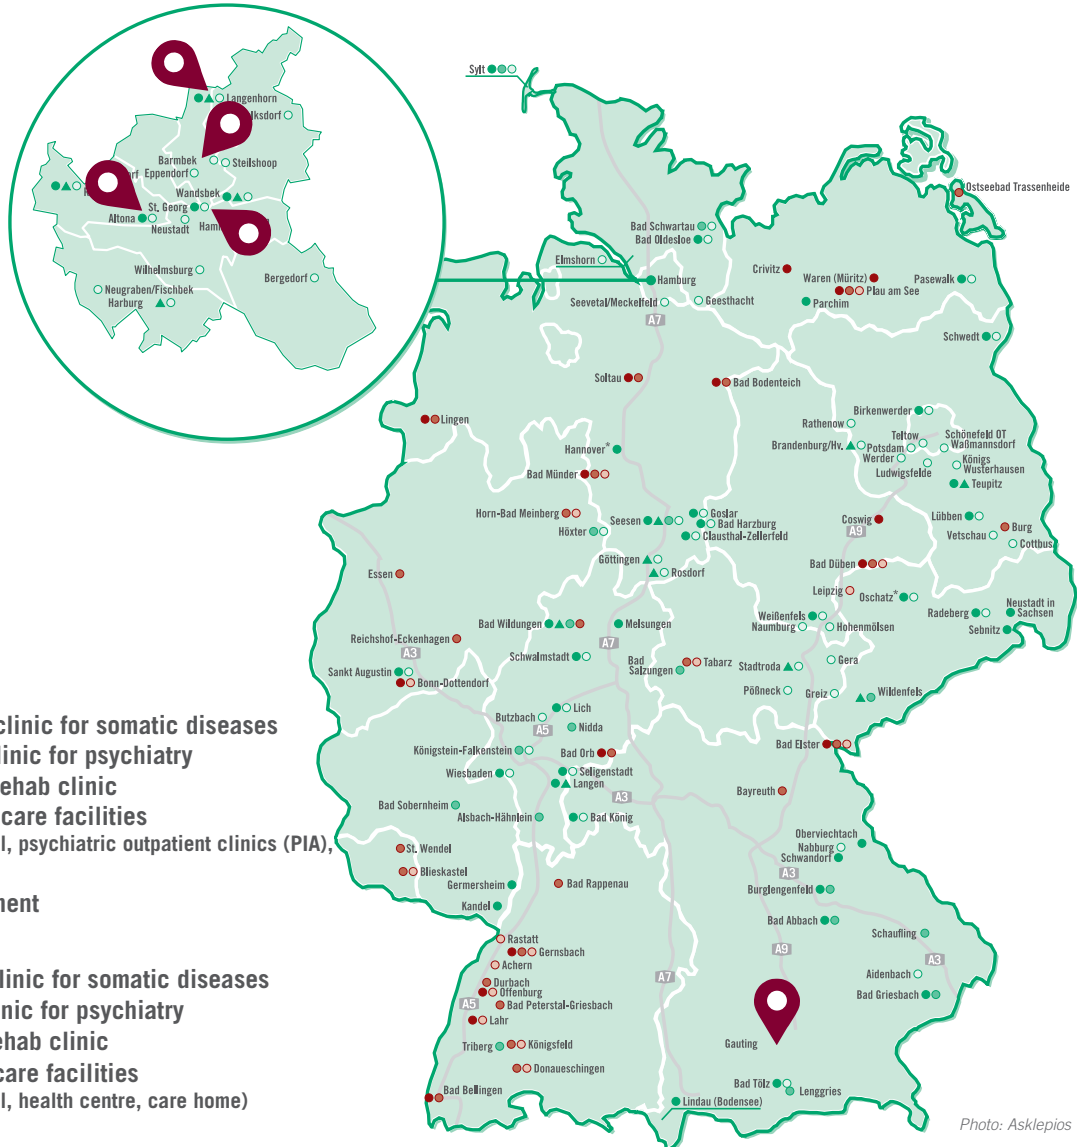 Sylt
Langenhorn
Barmbek
Steilshoop
Eppendorf
Wandsbek
St. Georg
Altona
Neustadt
Wilhelmsburg
Bergedorf
Neugraben/Fischbek
Harburg
Ostseebad Trassenheide
Bad Schwartau
Bad Oldesloe
Elmshorn
Crivitz
Waren (Müritz)
Pasewalk
Hamburg
Plau am See
Seevetal/Meckelfeld
Geesthacht
Parchim
A7
Schwedt
Soltau
Bad Bodenteich
Lingen
Birkenwerder
Rathenow
Teltow
Schönefeld OT
Waßmannsdorf
Hannover*
Brandenburg/Hv.
Potsdam
Werder
Königs
Wusterhausen
Ludwigsfelde
Bad Münder
Teupitz
Horn-Bad Meinberg
Goslar
Seesen
Bad Harzburg
Coswig
Lübben
Burg
Höxter
Clausthal-Zellerfeld
A9
Vetschau
Cottbus
Göttingen
Bad Düben
Essen
Rosdorf
Leipzig
Oschatz*
Neustadt in
Sachsen
Weißenfels
Radeberg
Bad Wildungen
Melsungen
Naumburg
Hohenmölsen
Sebnitz
Reichshof-Eckenhagen
A7
A3
Schwalmstadt
Bad
Salzungen
Tabarz
Stadtroda
Gera
Sankt Augustin
Bonn-Dottendorf
Pößneck
Greiz
Wildenfels
Lich
Butzbach
clinic for somatic diseases
A5
Nidda
linic for psychiatry
Königstein-Falkenstein
Bad Orb
Bad Elster
ehab clinic
Wiesbaden
Seligenstadt
Langen
Bayreuth
A3
care facilities
Bad Sobernheim
Alsbach-Hähnlein
Bad König
l, psychiatric outpatient clinics (PIA),
Oberviechtach
Nabburg
Schwandorf
St. Wendel
Blieskastel
A3
ment
Germersheim
Bad Rappenau
Burglengenfeld
Kandel
Bad Abbach
Schaufling
Rastatt
Gernsbach
A9
A3
Achern
linic for somatic diseases
Durbach
A7
Aidenbach
Offenburg
Bad Griesbach
inic for psychiatry
A5
Bad Peterstal-Griesbach
Lahr
ehab clinic
Triberg
Königsfeld
Gauting
care facilities
Donaueschingen
Bad Tölz
l, health centre, care home)
Bad Bellingen
Lenggries
Lindau (Bodensee)
Photo: Asklepios